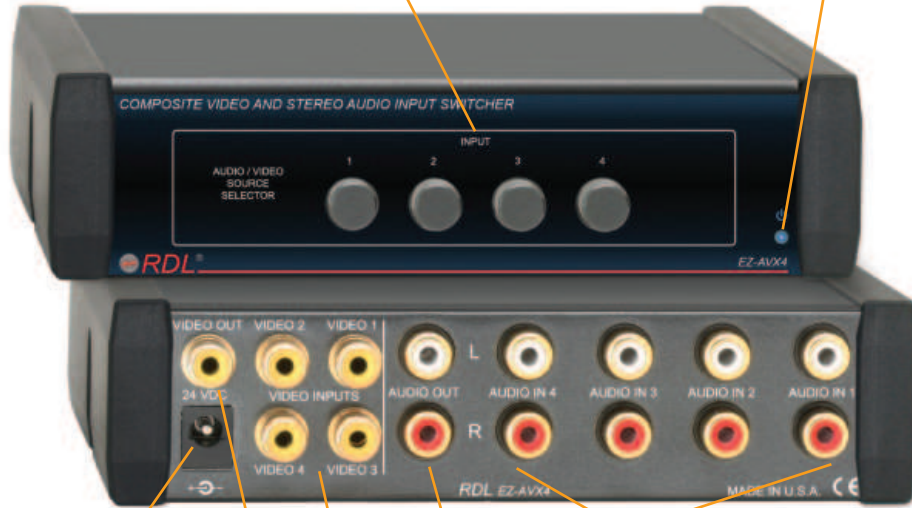 COMPOSITE VIDEO AND STEREO AUDIO INPUT SWITCHER
INPUT
1 2 3 4
AUDIO / VIDEO
SOURCE
SELECTOR
RDL®
EZ-AVX4
VIDEO OUT VIDEO 2 VIDEO 1
L
24 VDC VIDEO INPUTS AUDIO OUT AUDIO IN 4 AUDIO IN 3 AUDIO IN 2 AUDIO IN 1
R
VIDEO 4 VIDEO 3
RDL EZ-AVX4 MADE IN U.S.A. CE